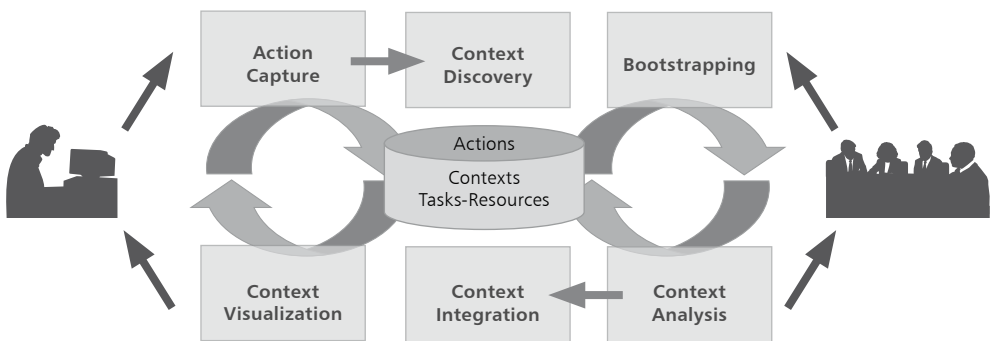 Action
Capture
Context
Discovery
Bootstrapping
Actions
Contexts
Tasks-Resources
Context
Visualization
Context
Integration
Context
Analysis